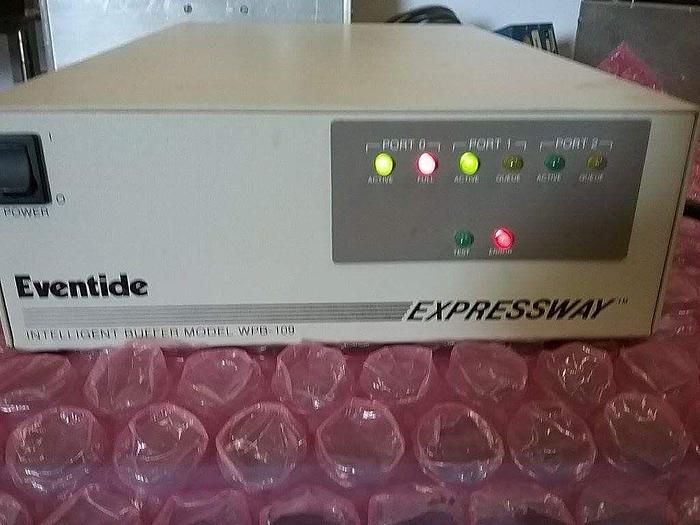 PORT 0 PORT 1 PORT 2
ACTIVE FULL ACTIVE QUEUE ACTIVE QUEUE
I
O
POWER
TEST ERROR
Eventide
EXPRESSWAY™
INTELLIGENT BUFFER MODEL WPB-109